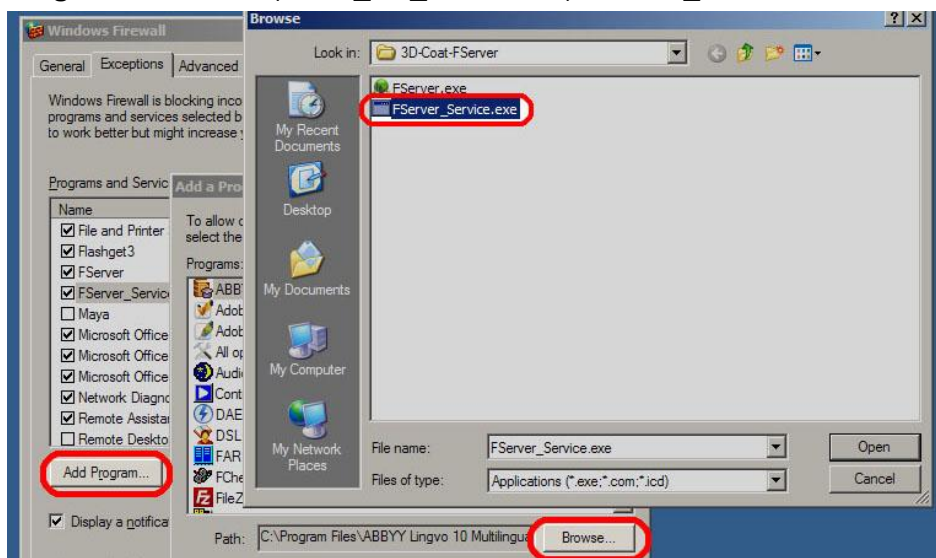 Windows Firewall
General Exceptions Advanced
Windows Firewall is blocking inco
programs and services selected b
to work better but might increase
Programs and Servic
Name
File and Printer
Flashget3
FServer
FServer_Service
Maya
Microsoft Office
Microsoft Office
Microsoft Office
Network Diagno
Remote Assistan
Remote Deskto
Add Program...
Display a notifica
Add a Pro
To allow c
select the
Programs:
ABB
Adob
Adob
All op
Audi
Cont
DAE
DSL
FAR
FChe
FileZ
Path:
C:\Program Files\ABBYY Lingvo 10 Multilingua
Browse...
Browse
Look in:
3D-Coat-FServer
My Recent
Documents
Desktop
My Documents
My Computer
My Network
Places
FServer.exe
FServer_Service.exe
File name:
FServer_Service.exe
Open
Files of type:
Applications (*.exe;*.com;*.icd)
Cancel